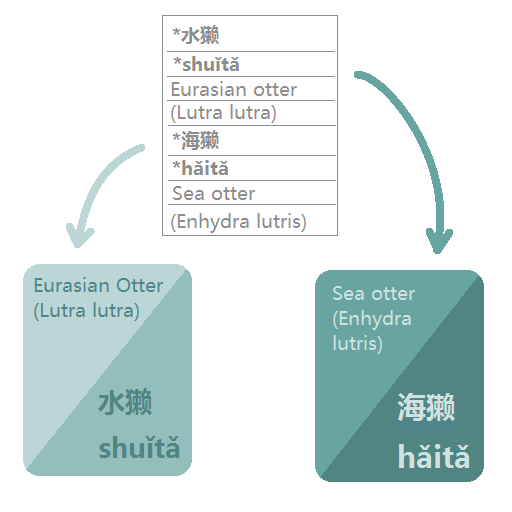 *水獭
*shuǐtǎ
Eurasian otter
(Lutra lutra)
*海獭
*hǎitǎ
Sea otter
(Enhydra lutris)
Eurasian Otter
(Lutra lutra)
水獭
shuǐtǎ
Sea otter
(Enhydra
lutris)
海獭
hǎitǎ